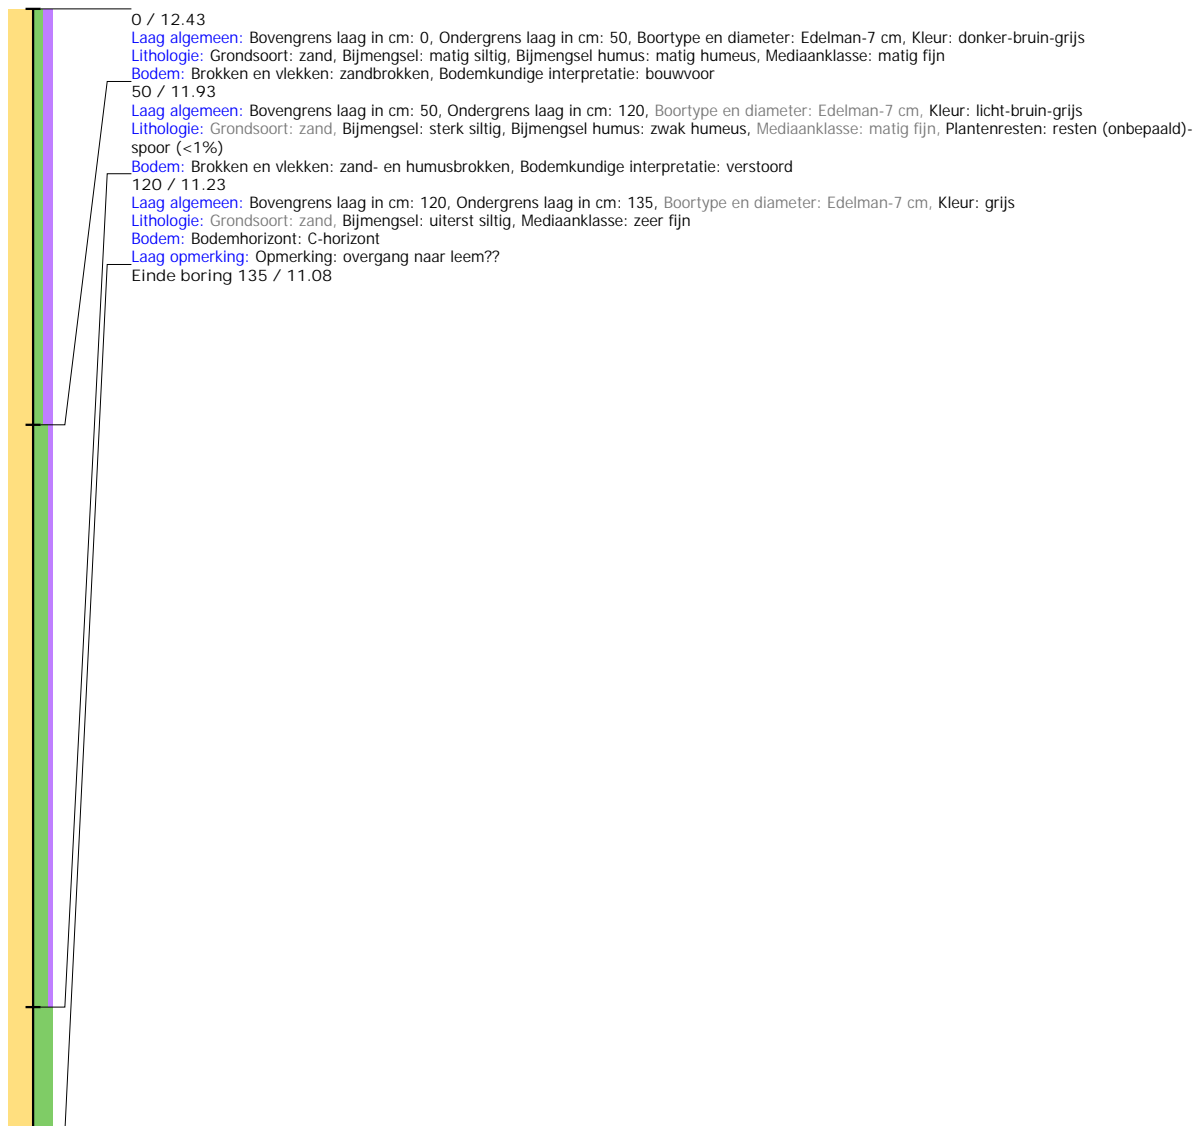 0 / 12.43
Laag algemeen: Bovengrens laag in cm: 0, Ondergrens laag in cm: 50, Boortype en diameter: Edelman-7 cm, Kleur: donker-bruin-grijs
Lithologie: Grondsoort: zand, Bijmengsel: matig siltig, Bijmengsel humus: matig humeus, Mediaanklasse: matig fijn
Bodem: Brokken en vlekken: zandbrokken, Bodemkundige interpretatie: bouwvoor
50 / 11.93
Laag algemeen: Bovengrens laag in cm: 50, Ondergrens laag in cm: 120, Boortype en diameter: Edelman-7 cm, Kleur: licht-bruin-grijs
Lithologie: Grondsoort: zand, Bijmengsel: sterk siltig, Bijmengsel humus: zwak humeus, Mediaanklasse: matig fijn, Plantenresten: resten (onbepaald)-
spoor (<1%)
Bodem: Brokken en vlekken: zand- en humusbrokken, Bodemkundige interpretatie: verstoord
120 / 11.23
Laag algemeen: Bovengrens laag in cm: 120, Ondergrens laag in cm: 135, Boortype en diameter: Edelman-7 cm, Kleur: grijs
Lithologie: Grondsoort: zand, Bijmengsel: uiterst siltig, Mediaanklasse: zeer fijn
Bodem: Bodemhorizont: C-horizont
Laag opmerking: Opmerking: overgang naar leem??
Einde boring 135 / 11.08